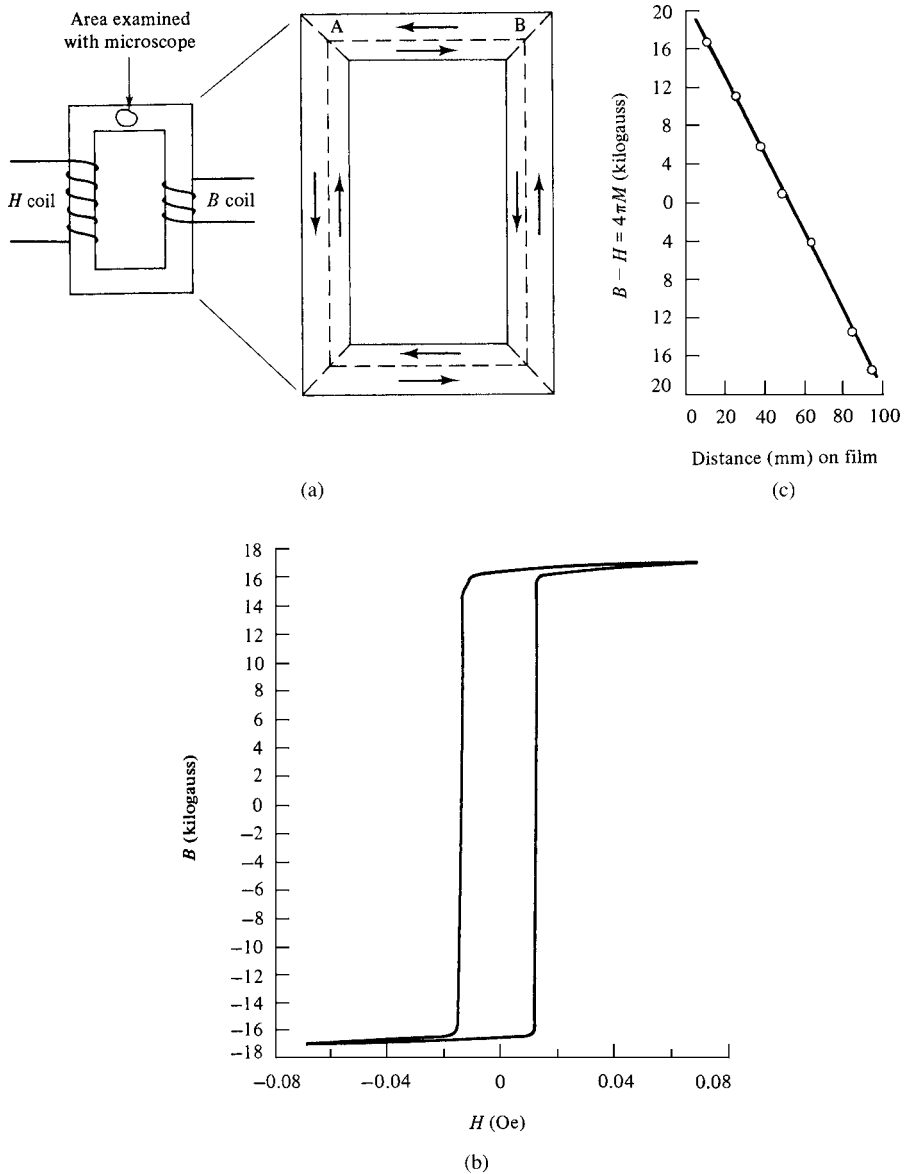 Area examined
with microscope
H coil
B coil
A
B
(a)
20
16
12
8
4
0
4
8
12
16
20
B − H = 4πM (kilogauss)
0 20 40 60 80 100
Distance (mm) on film
(c)
18
16
14
12
10
8
6
4
2
0
−2
−4
−6
−8
−10
−12
−14
−16
−18
B (kilogauss)
−0.08 −0.04 0 0.04 0.08
H (Oe)
(b)